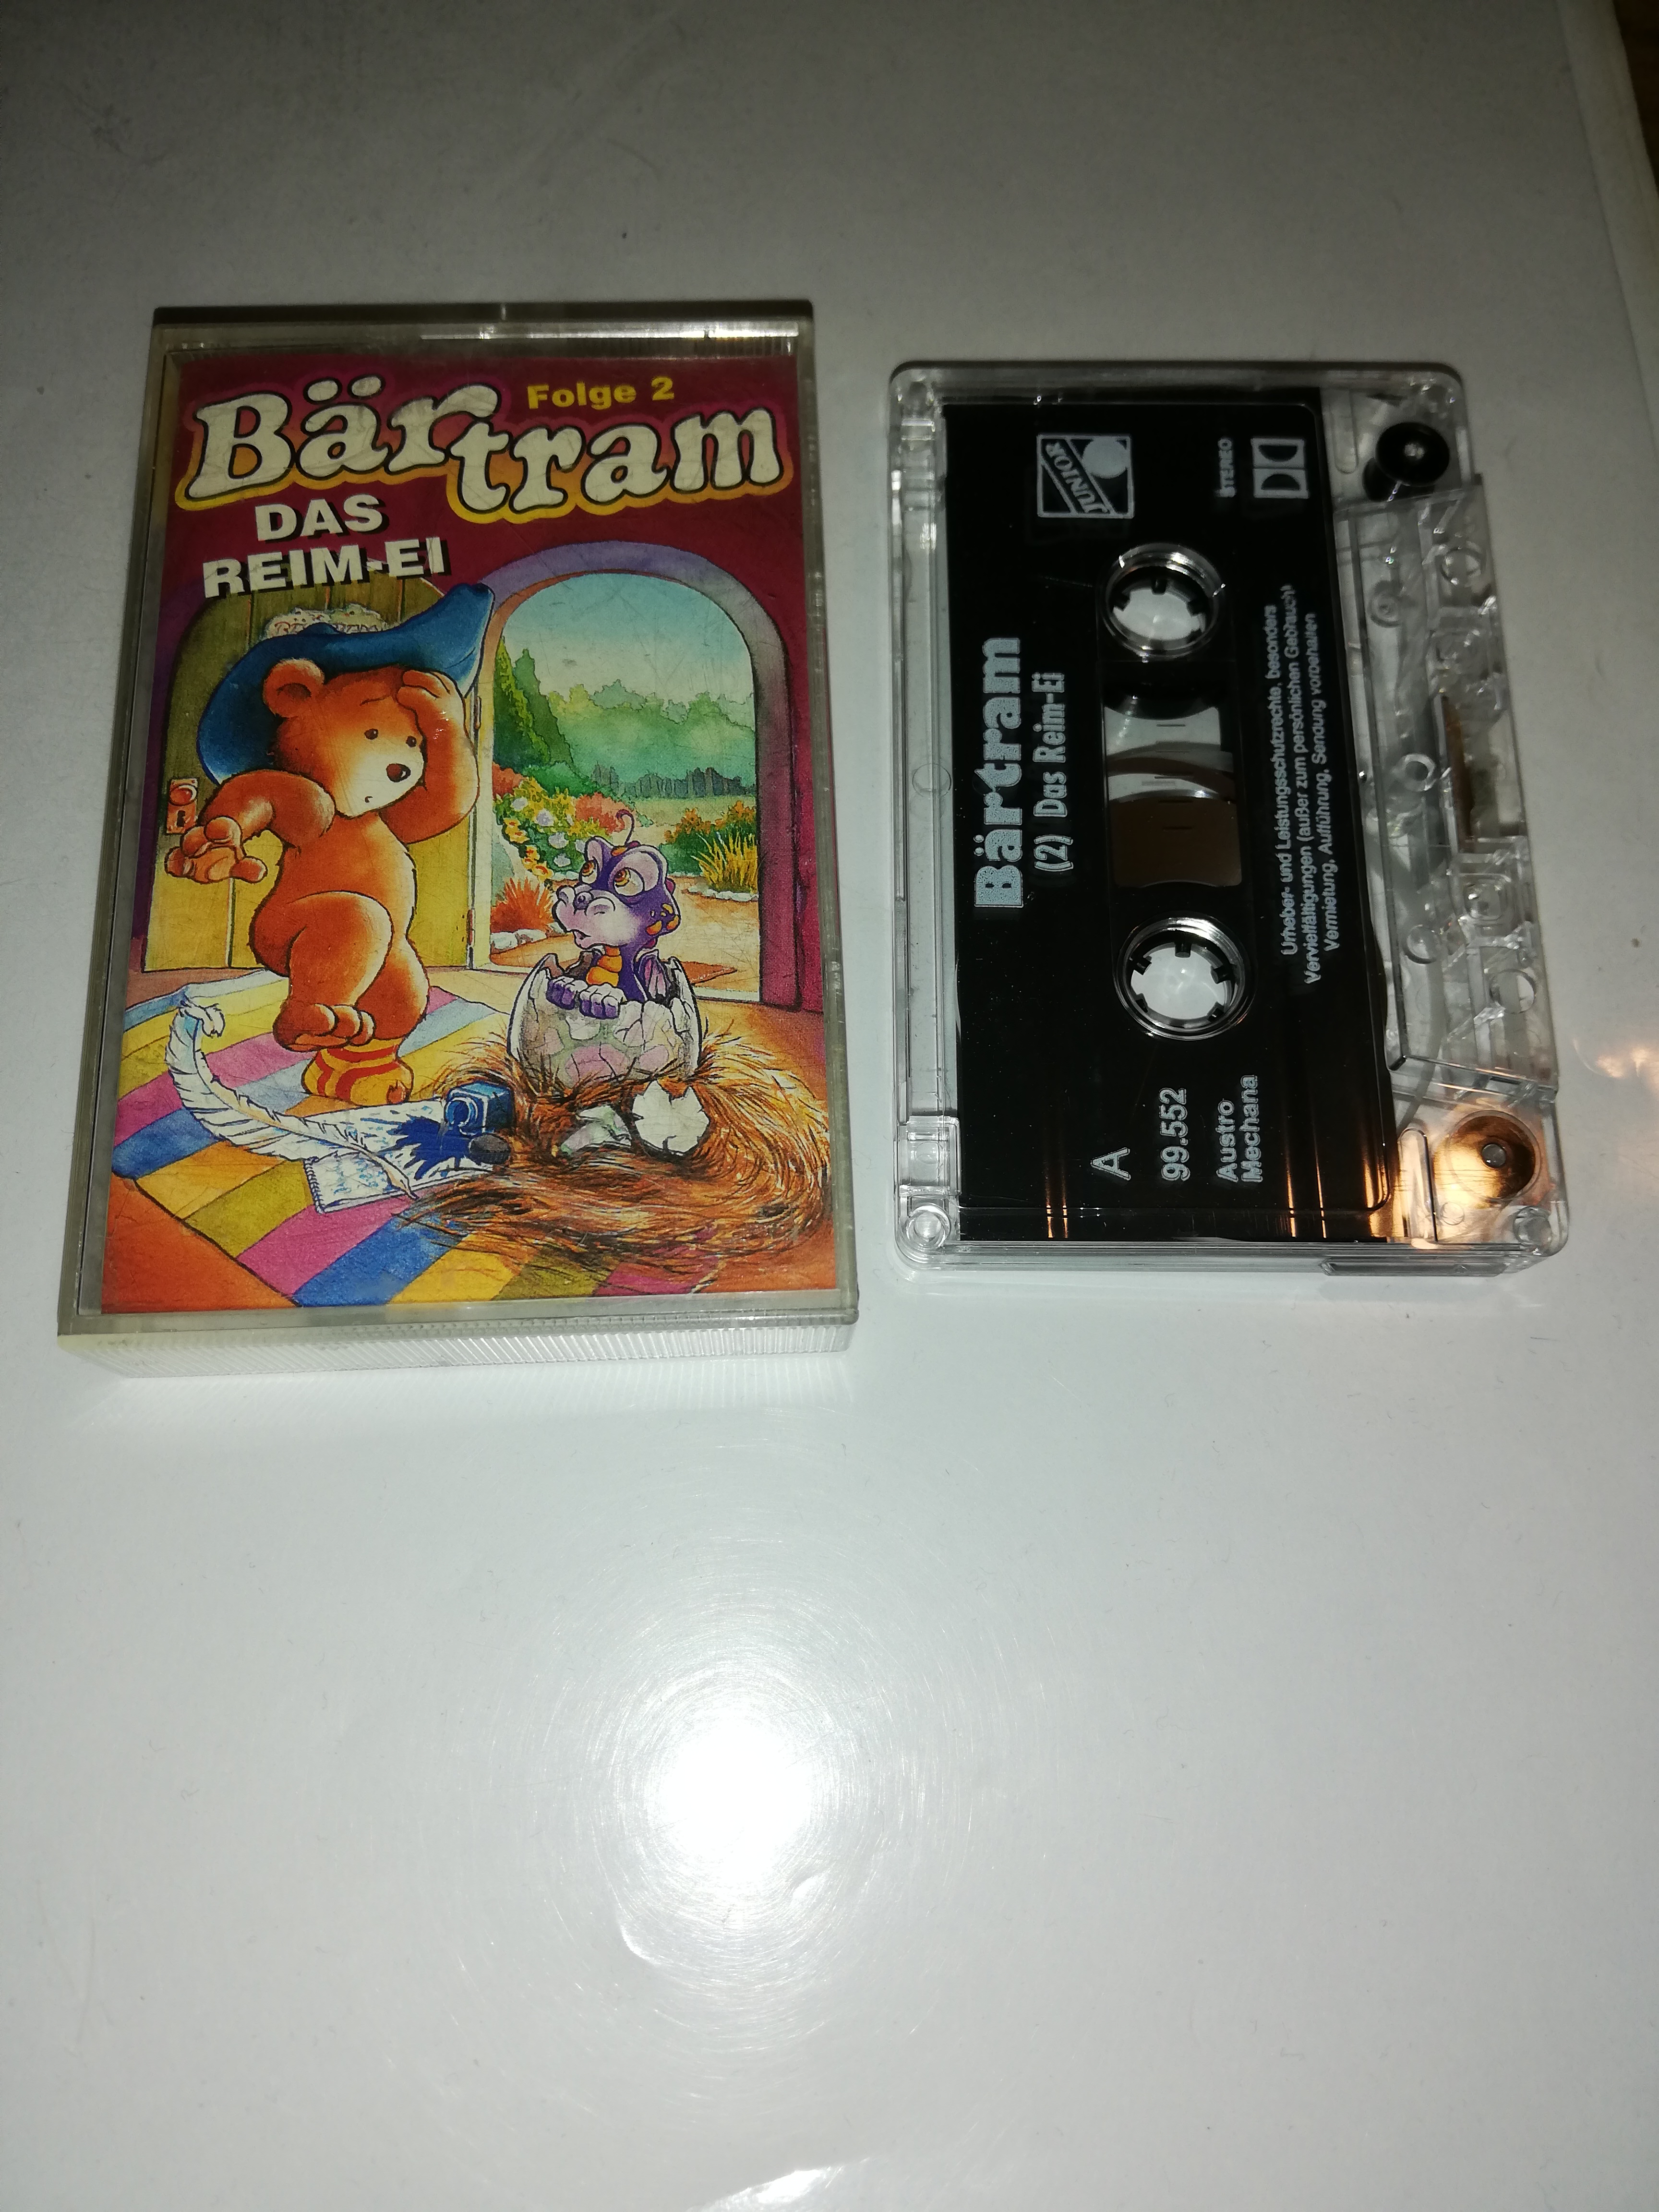 Folge 2
Bärtram
DAS
REIM-EI
JUNIOR
STEREO
Bärtram
(2) Das Reim-Ei
Urheber- und Leistungsschutzrechte, besonders
Vervielfältigungen (außer zum persönlichen Gebrauch)
Vermietung, Aufführung, Sendung vorbehalten
A
99.552
Austro
Mechana